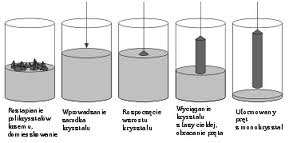 Roztapianie
polikryształów
krzemu,
domieszkowanie
Wprowadzanie
zarodka
kryształu
Rozpoczęcie
wzrostu
kryształu
Wyciąganie
kryształu
z fazy ciekłej,
obracanie pręta
Uformowany
pręt
z monokryształu